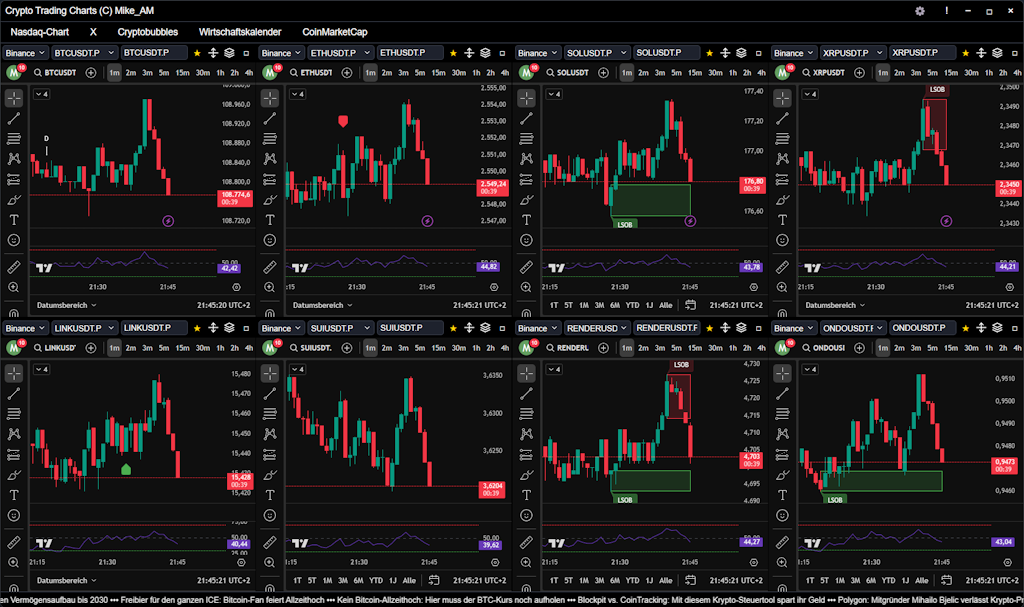 Crypto Trading Charts (C) Mike_AM
Nasdaq-Chart X Cryptobubbles Wirtschaftskalender CoinMarketCap
Binance BTCUSDT.P BTCUSDT.P
M 10 BTCUSDT 1m 2m 3m 5m 15m 30m 1h 2h 4h
4
D
108.960,0
108.920,0
108.880,0
108.840,0
108.800,0
108.774,6
00:39
108.720,0
50,00
42,42
21:30 21:45
Datumsbereich 21:45:20 UTC+2
Binance ETHUSDT.P ETHUSDT.P
M 10 ETHUSDT 1m 2m 3m 5m 15m 30m 1h 2h 4h
4
2.555,00
2.554,00
2.553,00
2.552,00
2.551,00
2.550,00
2.549,24
00:39
2.548,00
2.547,00
50,00
44,82
21:15 21:30 21:45
Datumsbereich 21:45:21 UTC+2
Binance SOLUSDT.P SOLUSDT.P
M 10 SOLUSDT 1m 2m 3m 5m 15m 30m 1h 2h 4h
4
177,40
177,20
177,00
176,80
00:39
176,60
LSOB
43,78
21:15 21:30 21:45
1T 5T 1M 3M 6M YTD 1J Alle 21:45:21 UTC+2
Binance XRPUSDT.P XRPUSDT.P
M 10 XRPUSDT 1m 2m 3m 5m 15m 30m 1h 2h 4h
4
LSOB
2,3500
2,3490
2,3480
2,3470
2,3460
2,3450
00:39
2,3440
2,3430
44,21
21:15 21:30 21:45
Datumsbereich 21:45:21 UTC+2
Binance LINKUSDT.P LINKUSDT.P
M 10 LINKUSDT 1m 2m 3m 5m 15m 30m 1h 2h 4h
4
15,480
15,470
15,460
15,450
15,440
15,428
00:39
15,420
75,00
50,00
40,44
25,00
21:15 21:30 21:45
Datumsbereich 21:45:21 UTC+2
Binance SUIUSDT.P SUIUSDT.P
M 10 SUIUSDT. 1m 2m 3m 5m 15m 30m 1h 2h 4h
4
3,6350
3,6300
3,6250
3,6204
00:39
50,00
39,62
21:15 21:30 21:45
1T 5T 1M 3M 6M YTD 1J Alle 21:45:21 UTC+2
Binance RENDERUSD RENDERUSDT.P
M 10 RENDERU 1m 2m 3m 5m 15m 30m 1h 2h 4h
4
LSOB
4,730
4,725
4,720
4,715
4,710
4,703
00:39
4,695
4,690
LSOB
44,27
21:15 21:30 21:45
1T 5T 1M 3M 6M YTD 1J Alle 21:45:21 UTC+2
Binance ONDOUSDT.P ONDOUSDT.P
M 10 ONDOUSI 1m 2m 3m 5m 15m 30m 1h 2h 4h
4
0,9510
0,9500
0,9490
0,9480
0,9473
00:39
0,9460
LSOB
43,04
21:15 21:30 21:45
1T 5T 1M 3M 6M YTD 1J Alle 21:45:21 UTC+2
en Vermögensaufbau bis 2030 ••• Freibier für den ganzen ICE: Bitcoin-Fan feiert Allzeithoch ••• Kein Bitcoin-Allzeithoch: Hier muss der BTC-Kurs noch aufholen ••• Blockpit vs. CoinTracking: Mit diesem Krypto-Steuertool spart ihr Geld ••• Polygon: Mitgründer Mihailo Bjelic verlässt Krypto-P